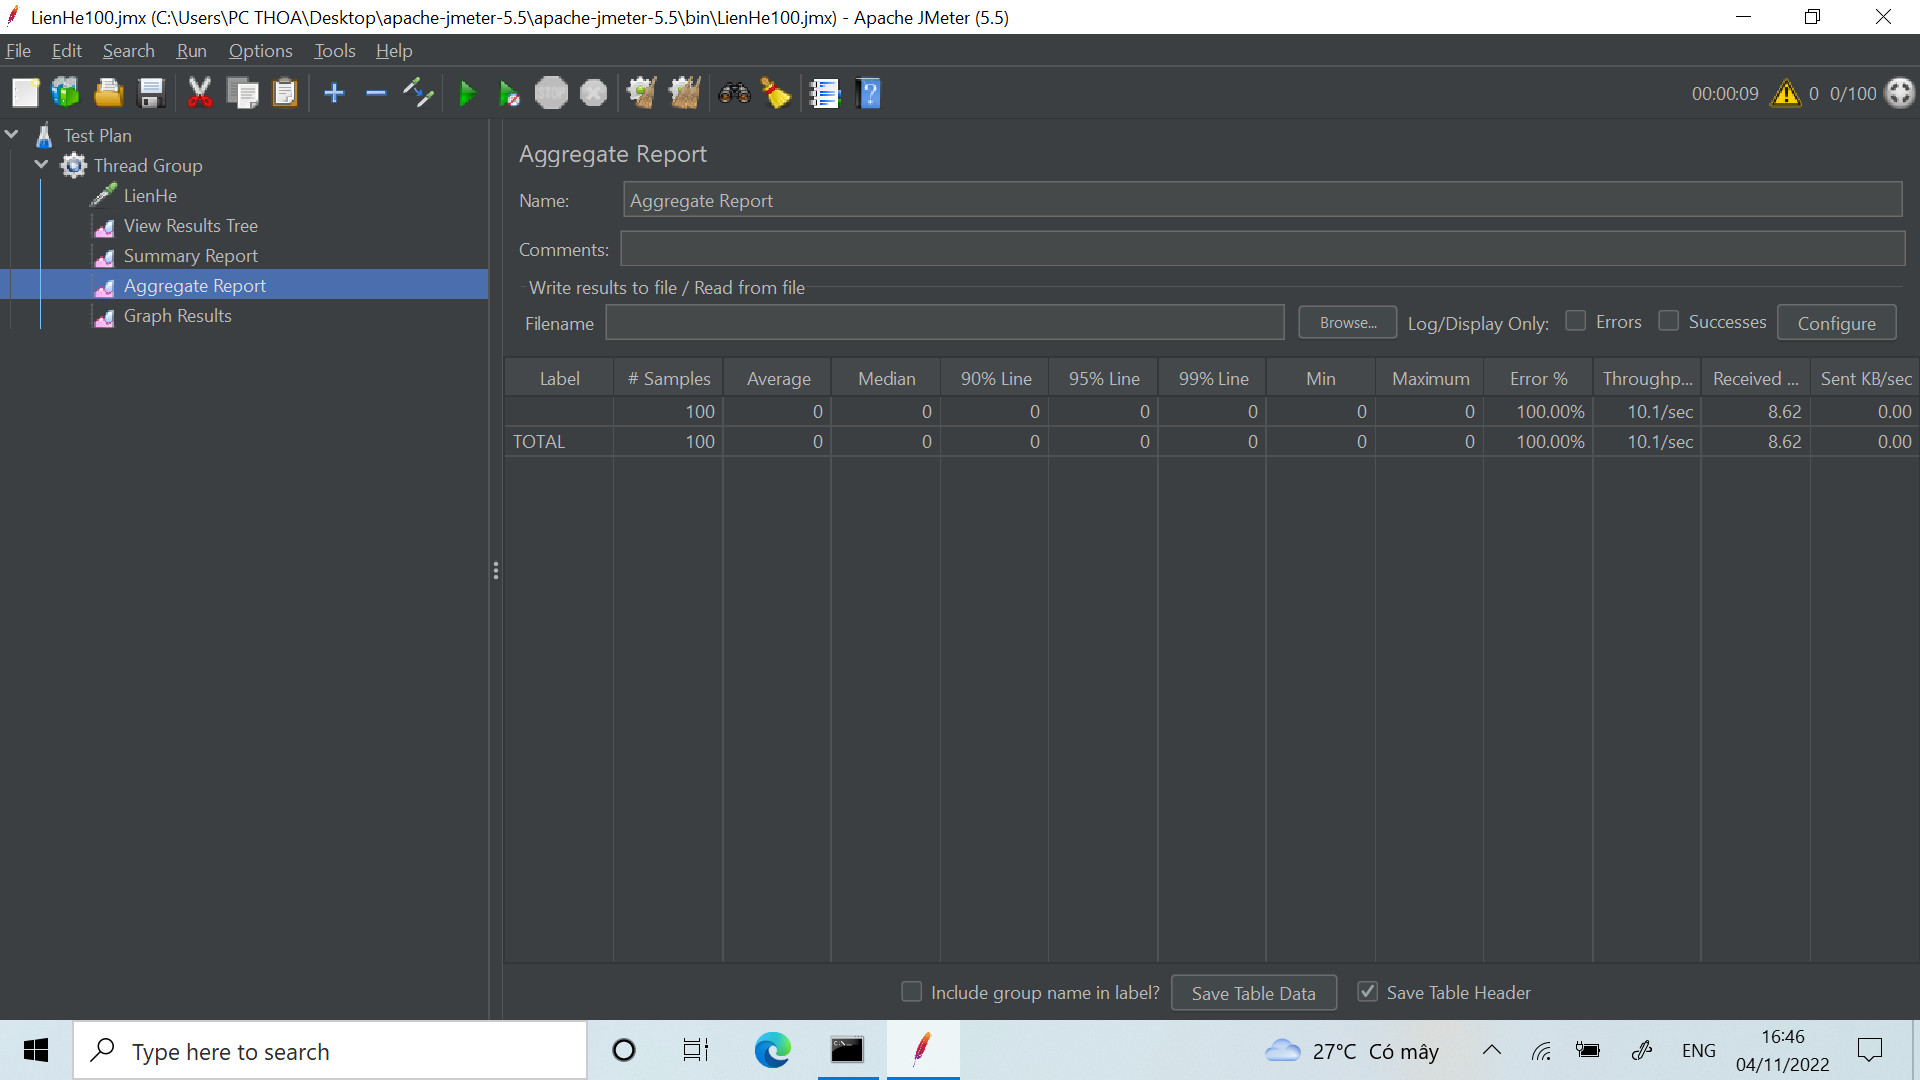 LienHe100.jmx (C:\Users\PC THOA\Desktop\apache-jmeter-5.5\apache-jmeter-5.5\bin\LienHe100.jmx) - Apache JMeter (5.5)
File Edit Search Run Options Tools Help
STOP 00:00:09 0 0/100
Test Plan
Thread Group
LienHe
View Results Tree
Summary Report
Aggregate Report
Graph Results
Aggregate Report
Name: Aggregate Report
Comments:
Write results to file / Read from file
Filename Browse... Log/Display Only: Errors Successes Configure
Label # Samples Average Median 90% Line 95% Line 99% Line Min Maximum Error % Throughp... Received ... Sent KB/sec
100 0 0 0 0 0 0 0 100.00% 10.1/sec 8.62 0.00
TOTAL 100 0 0 0 0 0 0 0 100.00% 10.1/sec 8.62 0.00
Include group name in label? Save Table Data Save Table Header
Type here to search 27°C Có mây ENG 16:46
04/11/2022